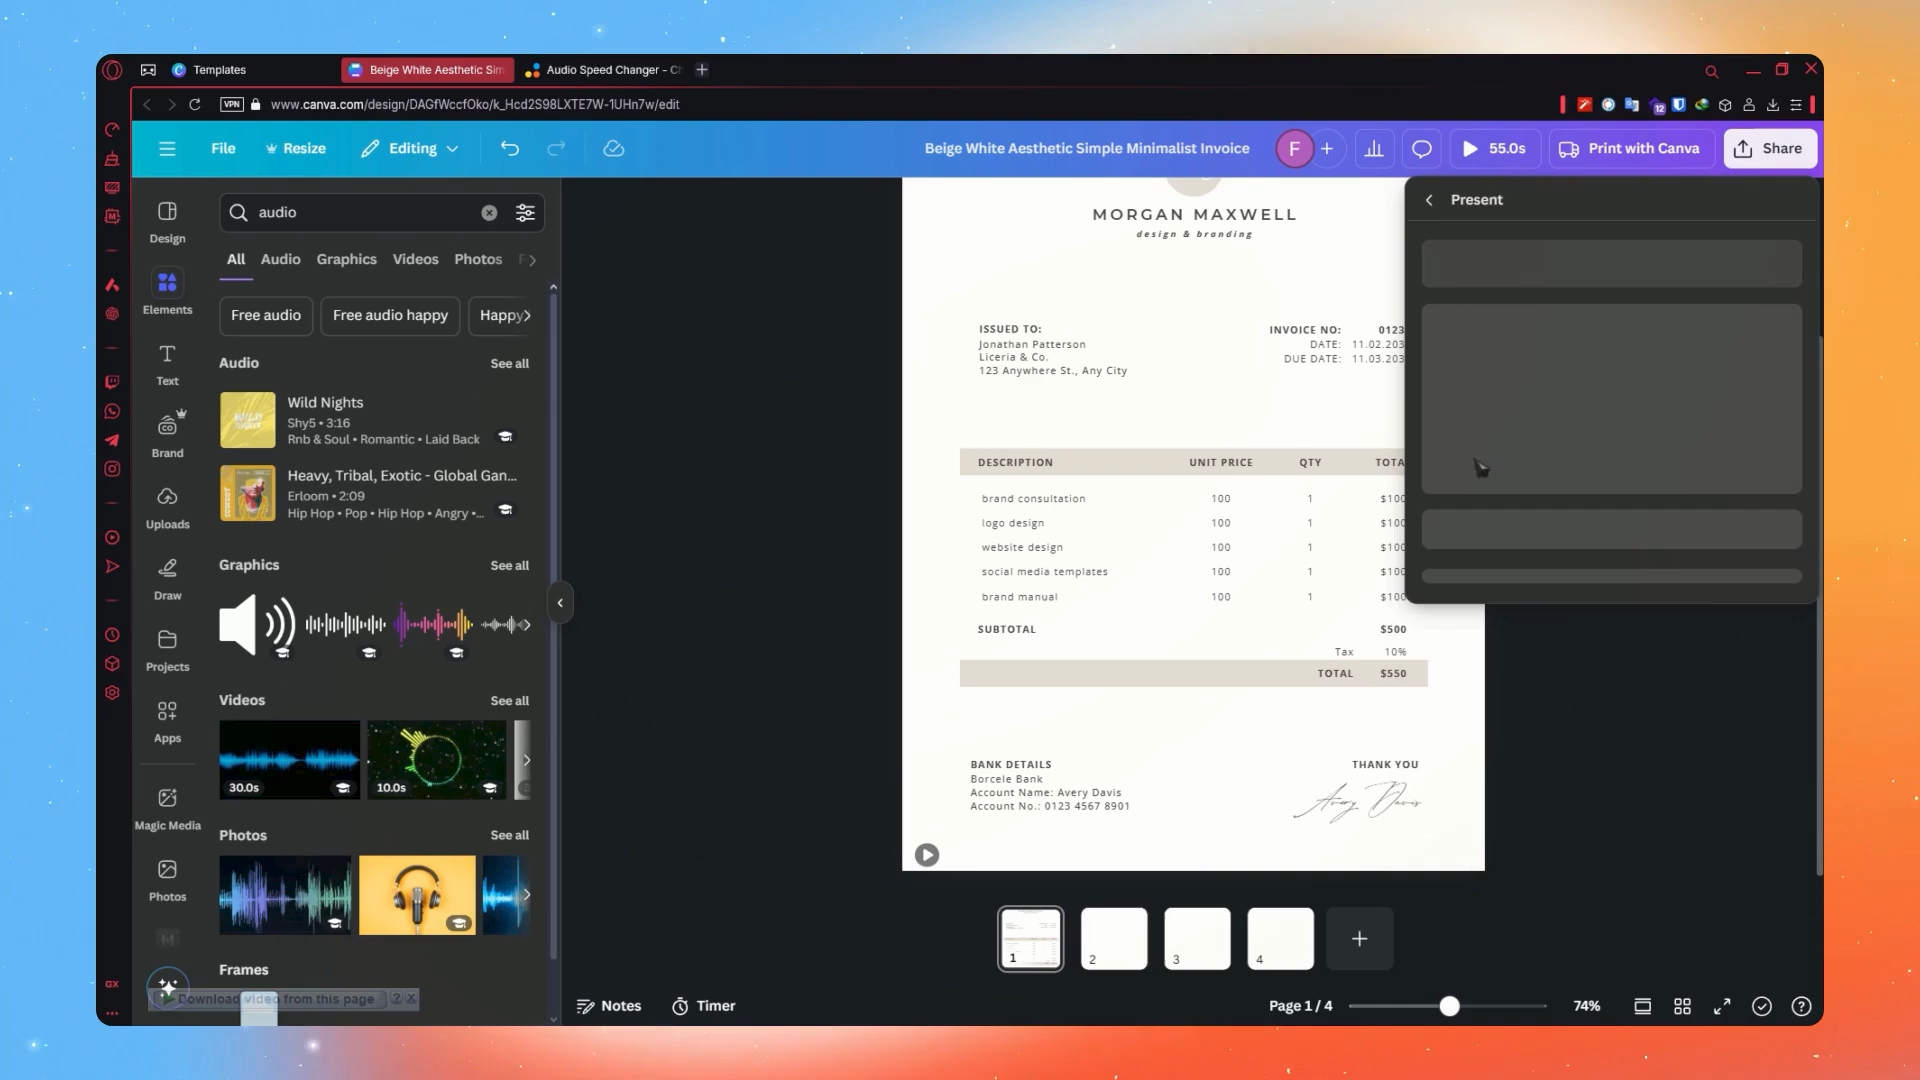 Templates
Beige White Aesthetic Sim
Audio Speed Changer - C
VPN
www.canva.com/design/DAGfWccfOko/k_Hcd2S98LXTE7W-1UHn7w/edit
12
File
Resize
Editing
Beige White Aesthetic Simple Minimalist Invoice
F
55.0s
Print with Canva
Share
Design
Elements
Text
Brand
Uploads
Draw
Projects
Apps
Magic Media
Photos
audio
All
Audio
Graphics
Videos
Photos
F
Free audio
Free audio happy
Happy
Audio
See all
Wild Nights
Shy5 • 3:16
Rnb & Soul • Romantic • Laid Back
Heavy, Tribal, Exotic - Global Gan...
Erloom • 2:09
Hip Hop • Pop • Hip Hop • Angry •...
Graphics
See all
Videos
See all
30.0s
10.0s
Photos
See all
Frames
Download video from this page
?
X
GX
MORGAN MAXWELL
design & branding
ISSUED TO:
Jonathan Patterson
Liceria & Co.
123 Anywhere St., Any City
INVOICE NO: 0123
DATE: 11.02.203
DUE DATE: 11.03.203
DESCRIPTION UNIT PRICE QTY TOTA
brand consultation 100 1 $100
logo design 100 1 $100
website design 100 1 $100
social media templates 100 1 $100
brand manual 100 1 $100
SUBTOTAL $500
Tax 10%
TOTAL $550
BANK DETAILS
Borcele Bank
Account Name: Avery Davis
Account No.: 0123 4567 8901
THANK YOU
Avery Davis
Present
1
2
3
4
Notes
Timer
Page 1 / 4
74%